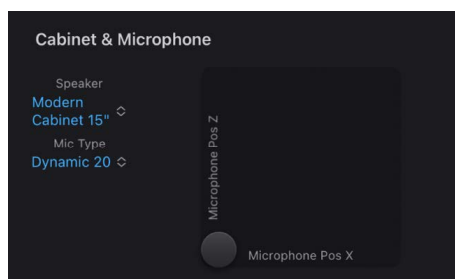 Cabinet & Microphone
Speaker
Modern
Cabinet 15"
Mic Type
Dynamic 20
Microphone Pos Z
Microphone Pos X